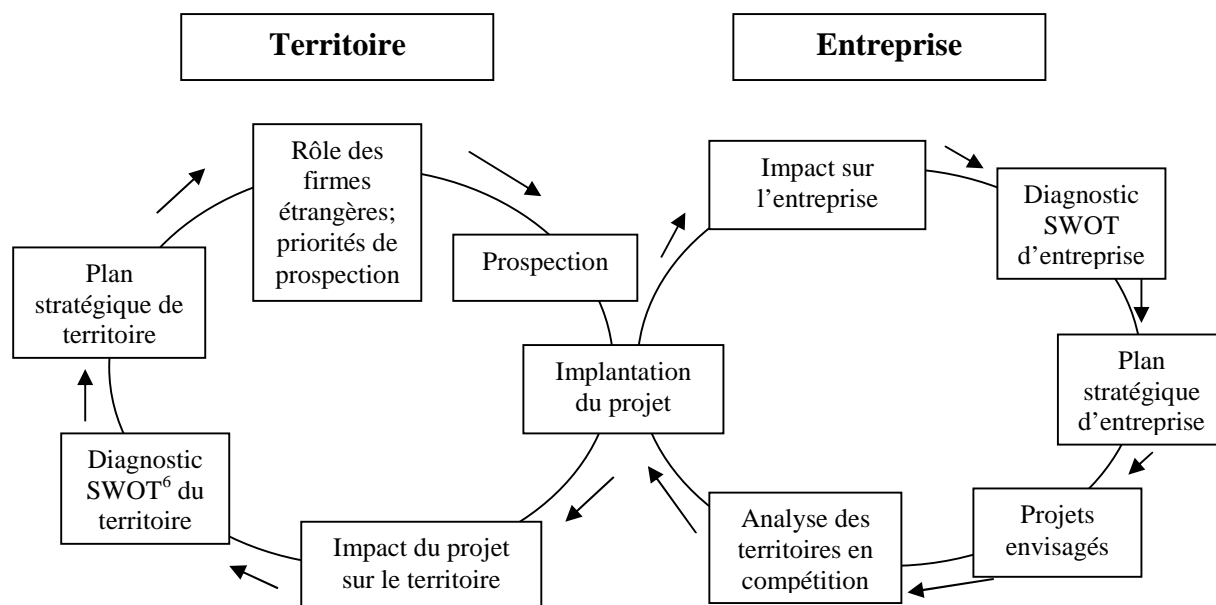 Territoire
Entreprise
Rôle des
firmes
étrangères;
priorités de
prospection
Prospection
Plan
stratégique de
territoire
Diagnostic
SWOT⁶ du
territoire
Impact du projet
sur le territoire
Implantation
du projet
Impact sur
l’entreprise
Diagnostic
SWOT
d’entreprise
Plan
stratégique
d’entreprise
Projets
envisagés
Analyse des
territoires en
compétition